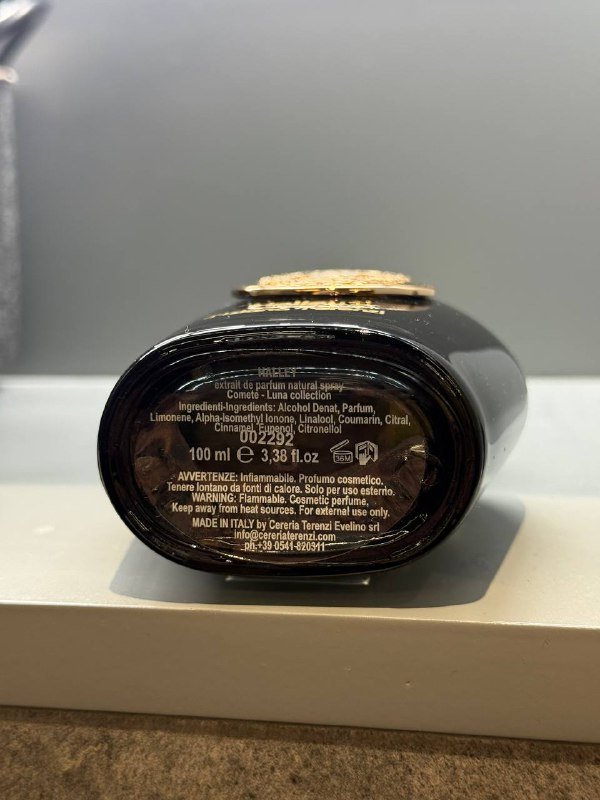 HALLEY
extrait de parfum natural spray
Comete - Luna collection
Ingredienti-Ingredients: Alcohol Denat, Parfum,
Limonene, Alpha-Isomethyl Ionone, Linalool, Coumarin, Citral,
Cinnamel, Eugenol, Citronellol
002292
100 ml ℮ 3,38 fl.oz
36M
AVVERTENZE: Infiammabile. Profumo cosmetico.
Tenere lontano da fonti di calore. Solo per uso esterno.
WARNING: Flammable. Cosmetic perfume,
Keep away from heat sources. For external use only.
MADE IN ITALY by Cereria Terenzi Evelino srl
info@cereriaterenzi.com
ph.+39 0541-820311